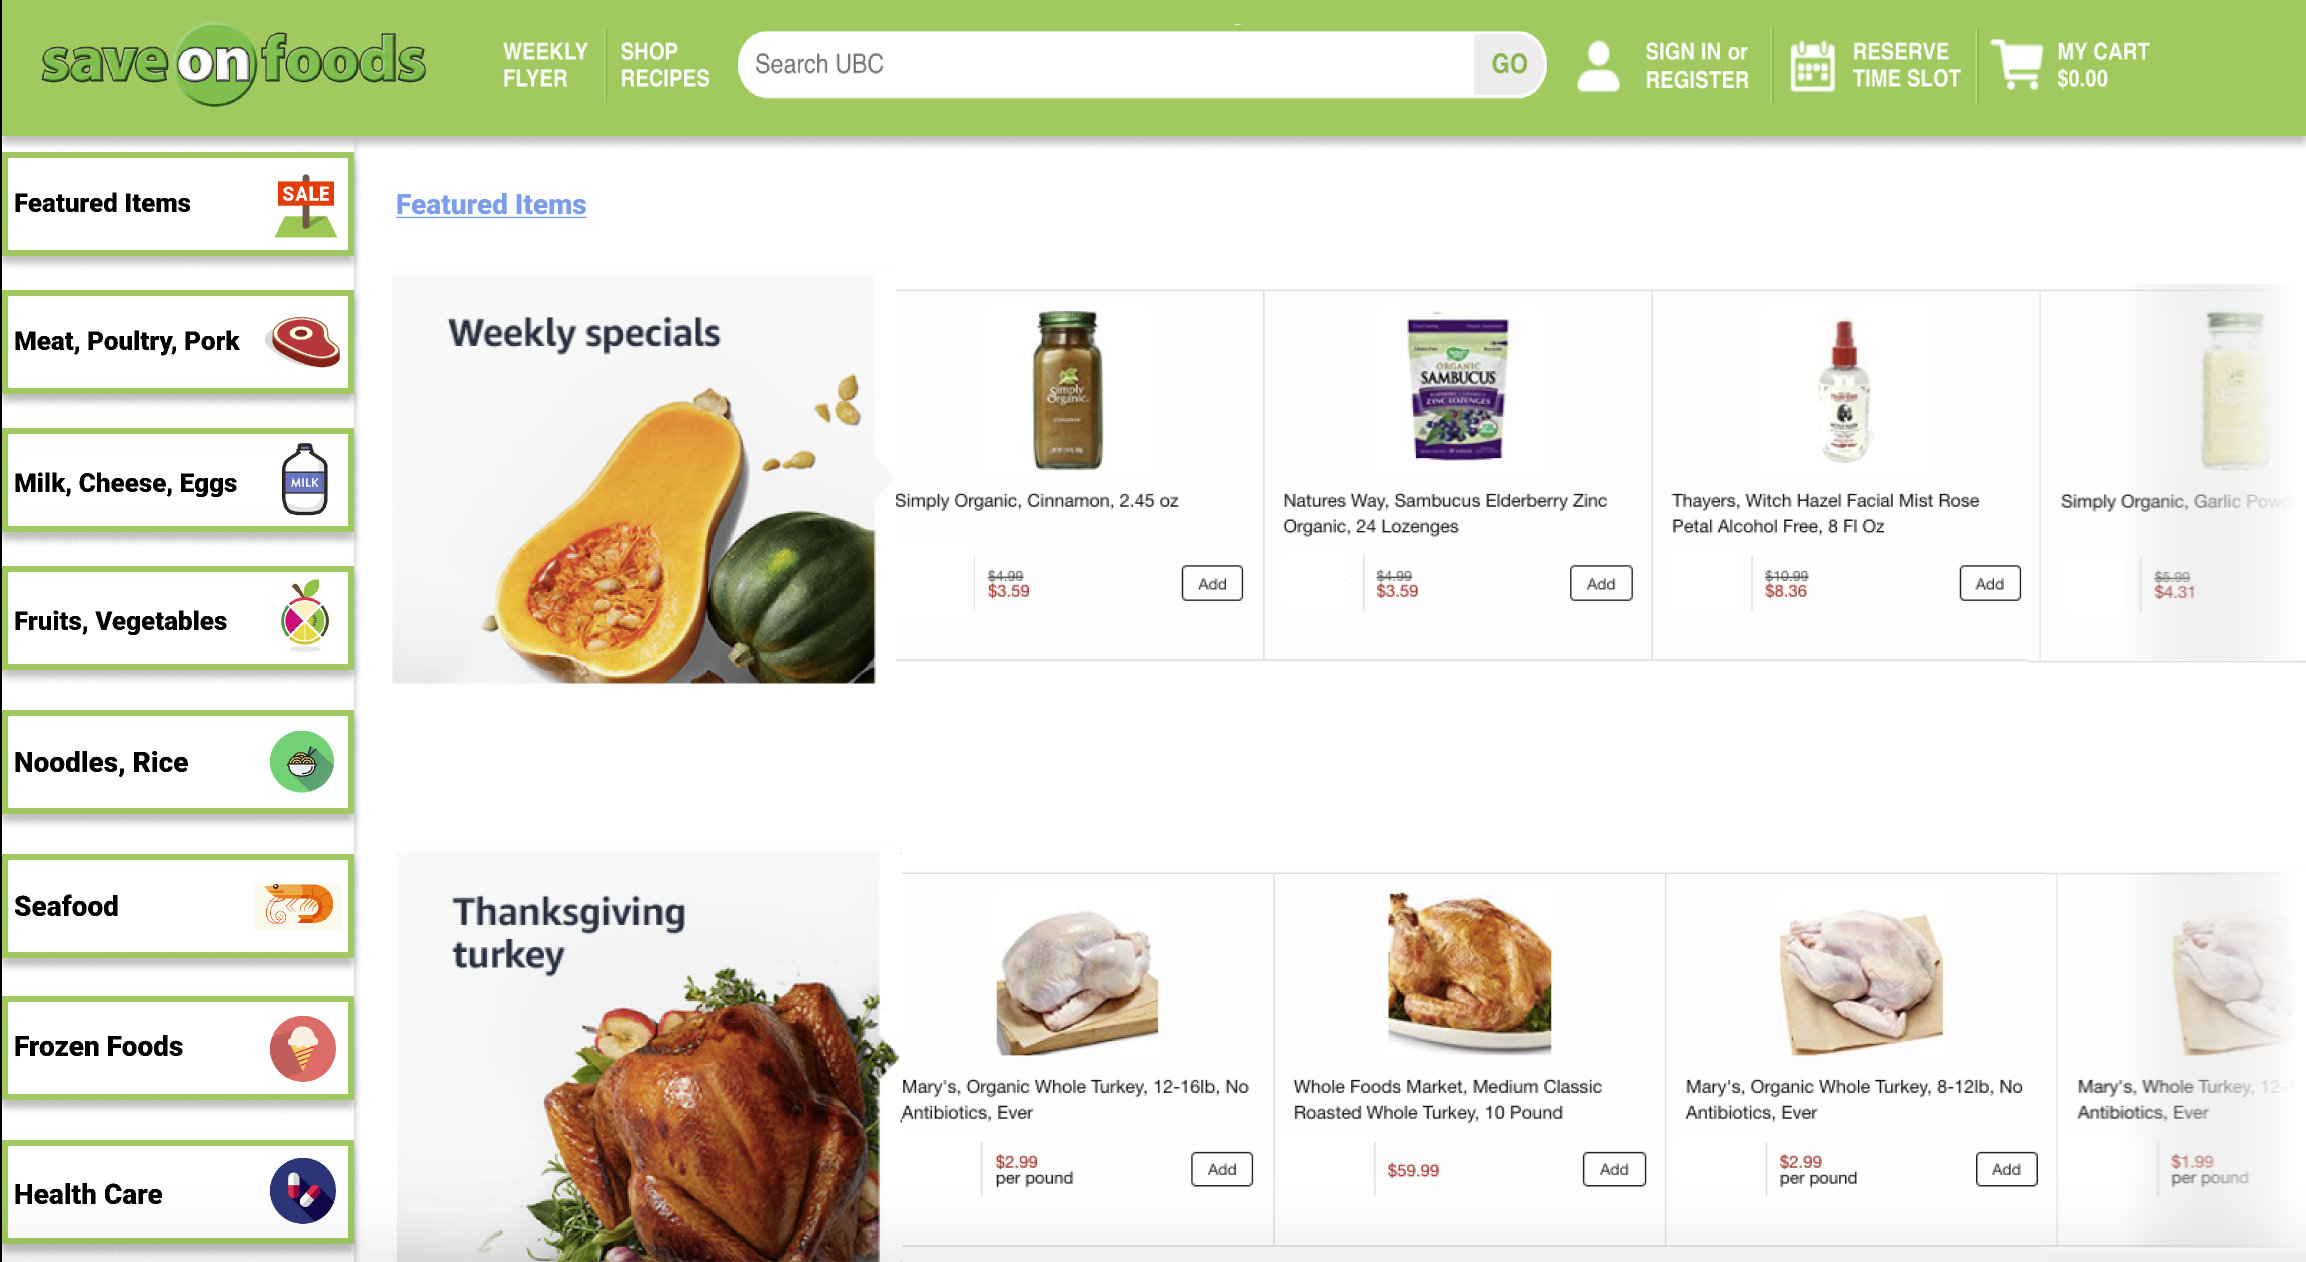 save on foods
WEEKLY
FLYER
SHOP
RECIPES
Search UBC
GO
SIGN IN or
REGISTER
RESERVE
TIME SLOT
MY CART
$0.00
Featured Items
SALE
Meat, Poultry, Pork
Milk, Cheese, Eggs
MILK
Fruits, Vegetables
Noodles, Rice
Seafood
Frozen Foods
Health Care
Featured Items
Weekly specials
Simply
Organic.
CINNAMON
Simply Organic, Cinnamon, 2.45 oz
$4.99
$3.59
Add
ORGANIC
SAMBUCUS
ZINC LOZENGES
Natures Way, Sambucus Elderberry Zinc
Organic, 24 Lozenges
$4.99
$3.59
Add
THAYERS
Thayers, Witch Hazel Facial Mist Rose
Petal Alcohol Free, 8 Fl Oz
$10.99
$8.36
Add
Simply Organic, Garlic Powd
$5.99
$4.31
Thanksgiving
turkey
Mary's, Organic Whole Turkey, 12-16lb, No
Antibiotics, Ever
$2.99
per pound
Add
Whole Foods Market, Medium Classic
Roasted Whole Turkey, 10 Pound
$59.99
Add
Mary's, Organic Whole Turkey, 8-12lb, No
Antibiotics, Ever
$2.99
per pound
Add
Mary's, Whole Turkey, 12-
Antibiotics, Ever
$1.99
per pound